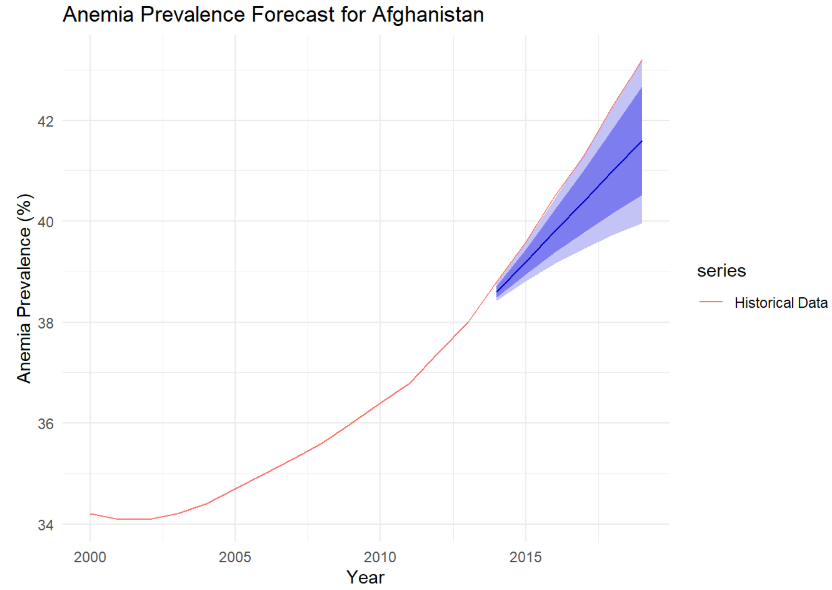 Anemia Prevalence Forecast for Afghanistan
Anemia Prevalence (%)
42
40
38
36
34
2000
2005
2010
2015
Year
series
Historical Data